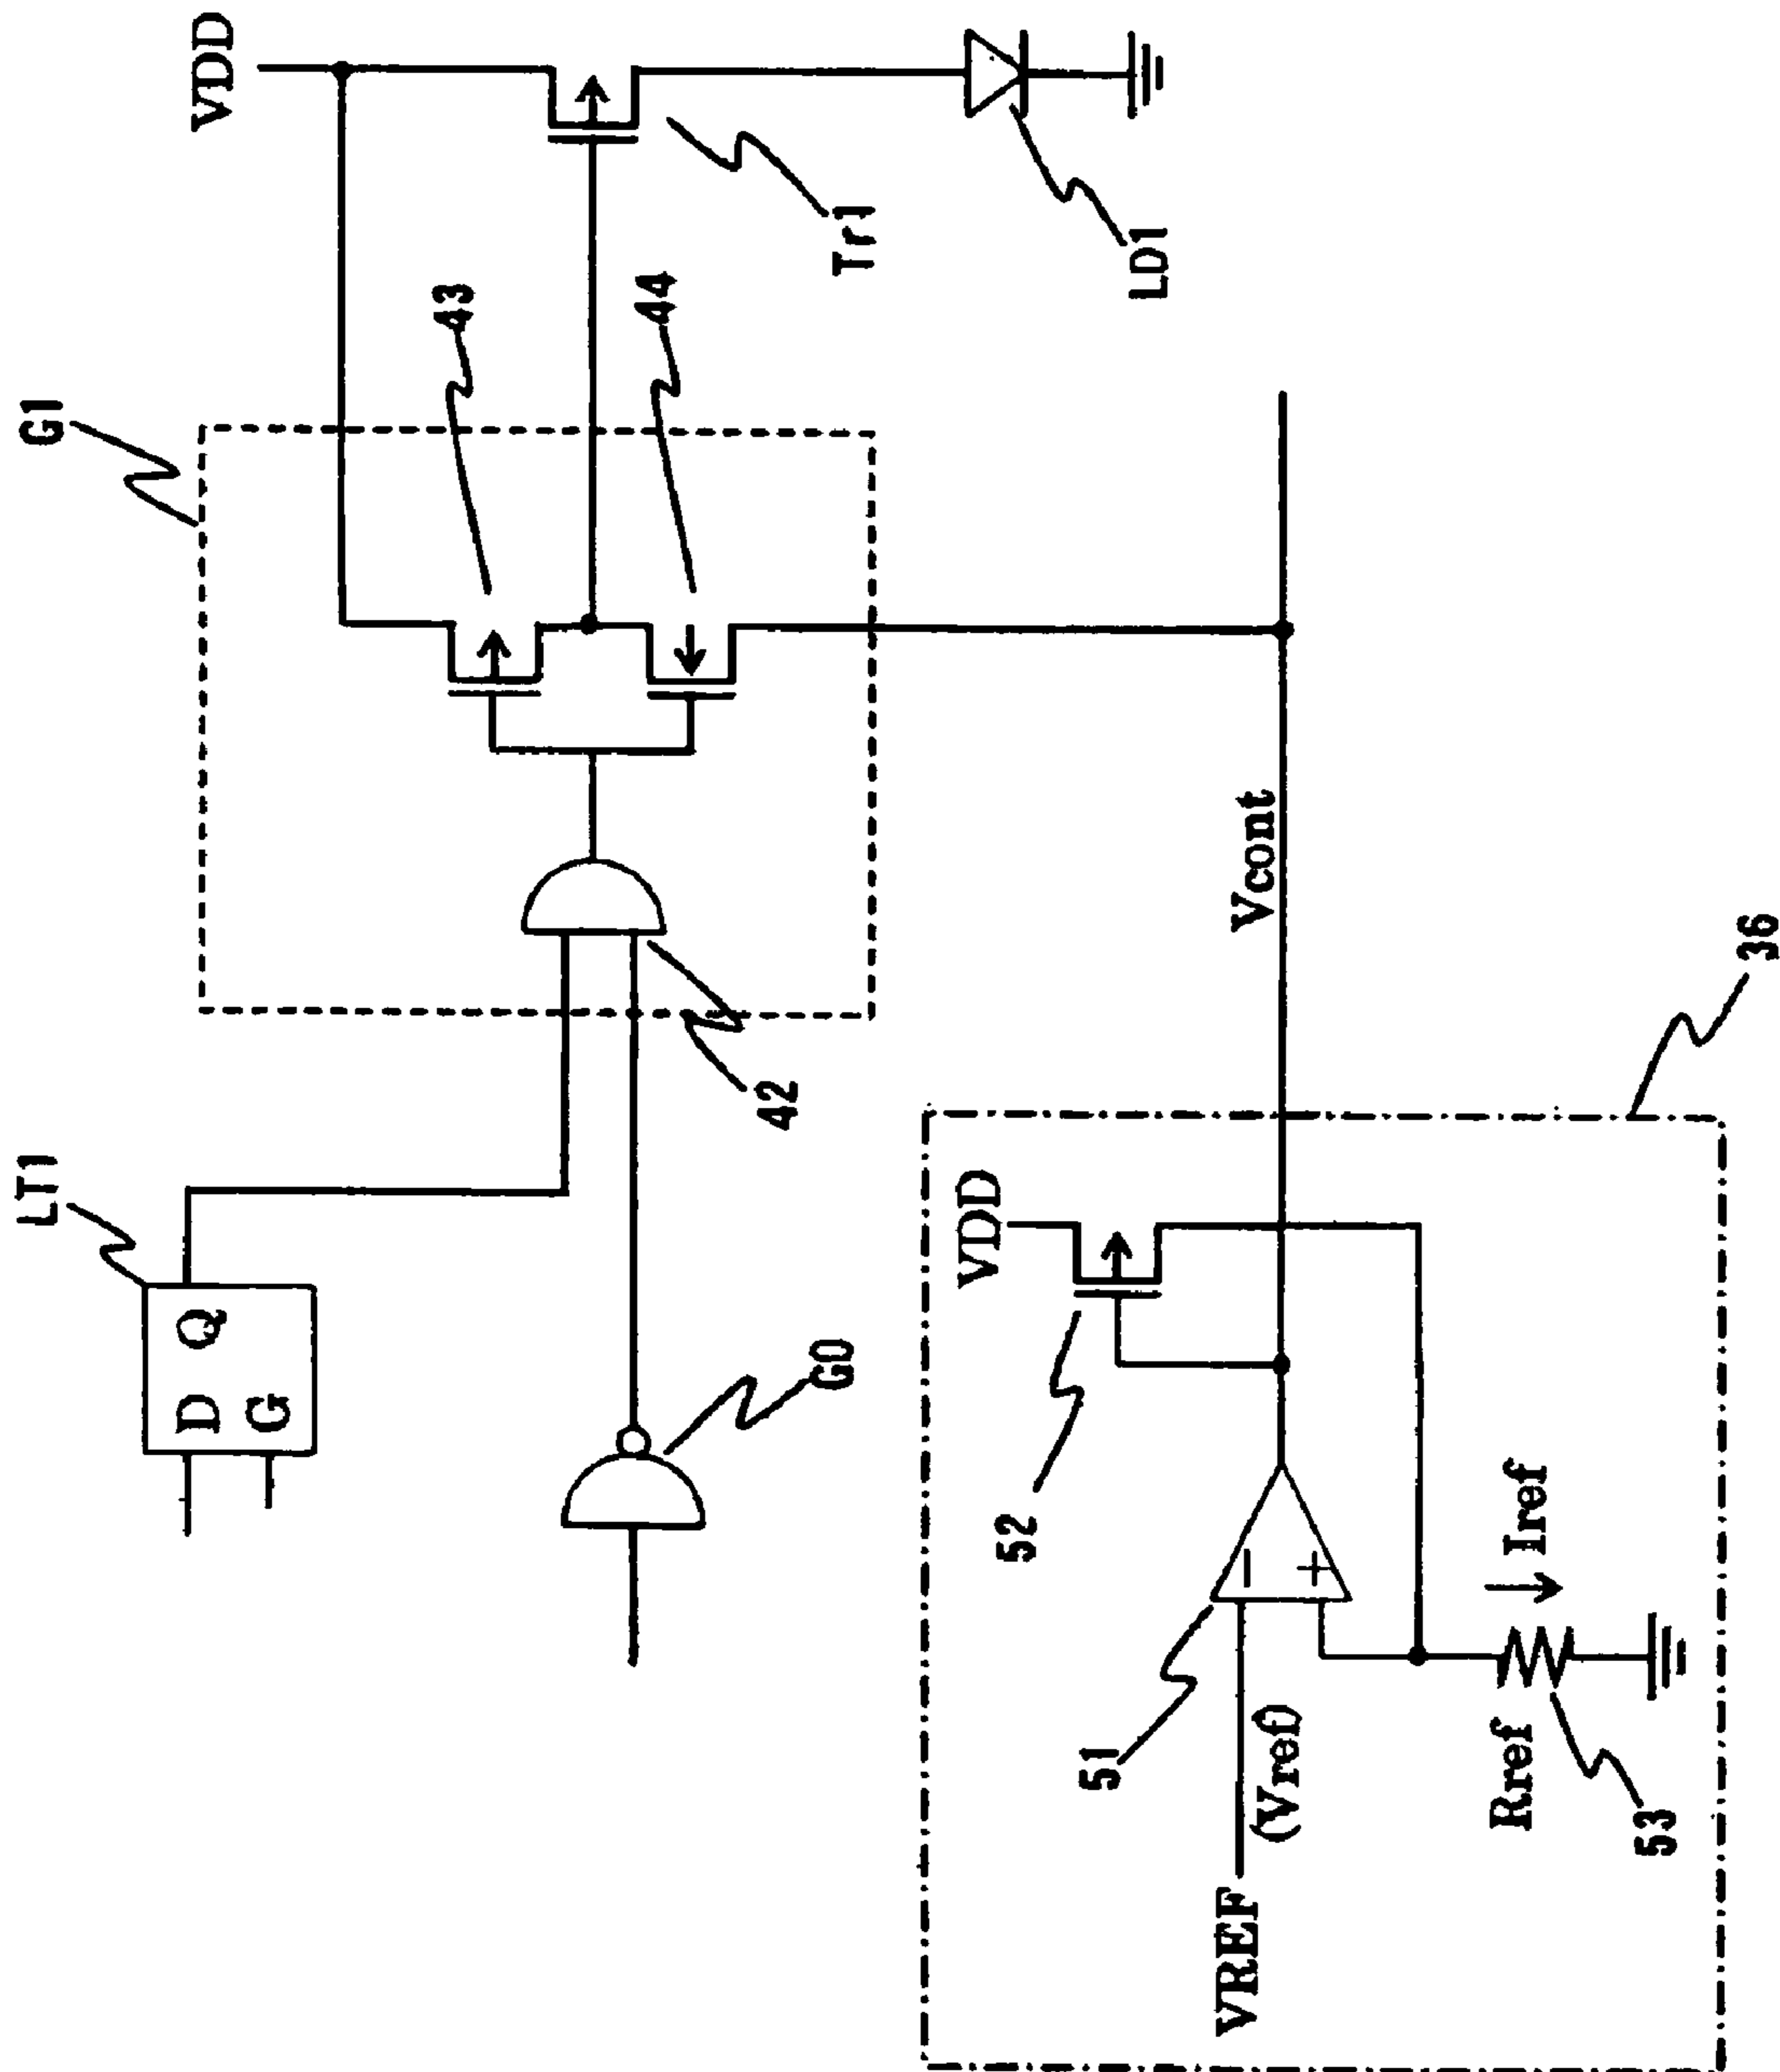 G1
VDD
43
44
Tr1
LD1
LT1
D Q
G
42
G0
Vcont
36
VDD
52
51
VREF
(Vref)
Rref
Iref
53